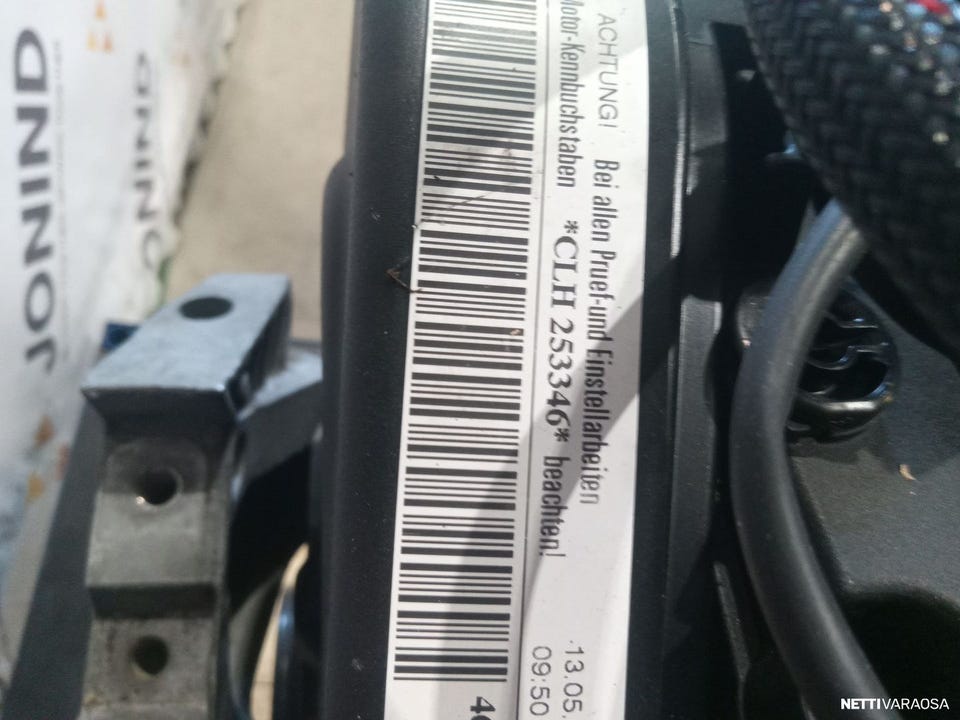 ACHTUNG! Bei allen Pruef-und Einstellarbeiten
Motor-Kennbuchstaben *CLH 253346* beachten!
13.05.
09:50
JONIND
JONIND
NETTIVARAOSA